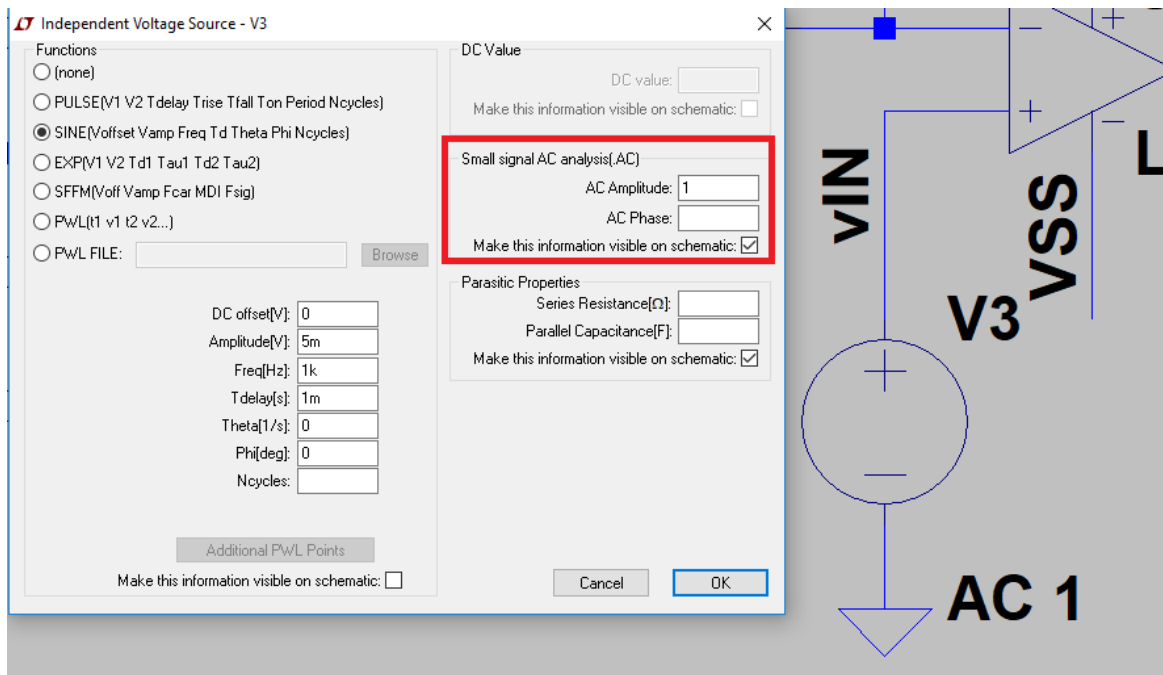 Independent Voltage Source - V3
Functions
(none)
PULSE(V1 V2 Tdelay Trise Tfall Ton Period Ncycles)
SINE(Voffset Vamp Freq Td Theta Phi Ncycles)
EXP(V1 V2 Td1 Tau1 Td2 Tau2)
SFFM(Voff Vamp Fcar MDI Fsig)
PWL(t1 v1 t2 v2...)
PWL FILE:
Browse
DC offset[V]: 0
Amplitude[V]: 5m
Freq[Hz]: 1k
Tdelay[s]: 1m
Theta[1/s]: 0
Phi[deg]: 0
Ncycles:
Additional PWL Points
Make this information visible on schematic:
DC Value
DC value:
Make this information visible on schematic:
Small signal AC analysis(.AC)
AC Amplitude: 1
AC Phase:
Make this information visible on schematic:
Parasitic Properties
Series Resistance[Ω]:
Parallel Capacitance[F]:
Make this information visible on schematic:
Cancel
OK
vIN
VSS
L
V3
AC 1